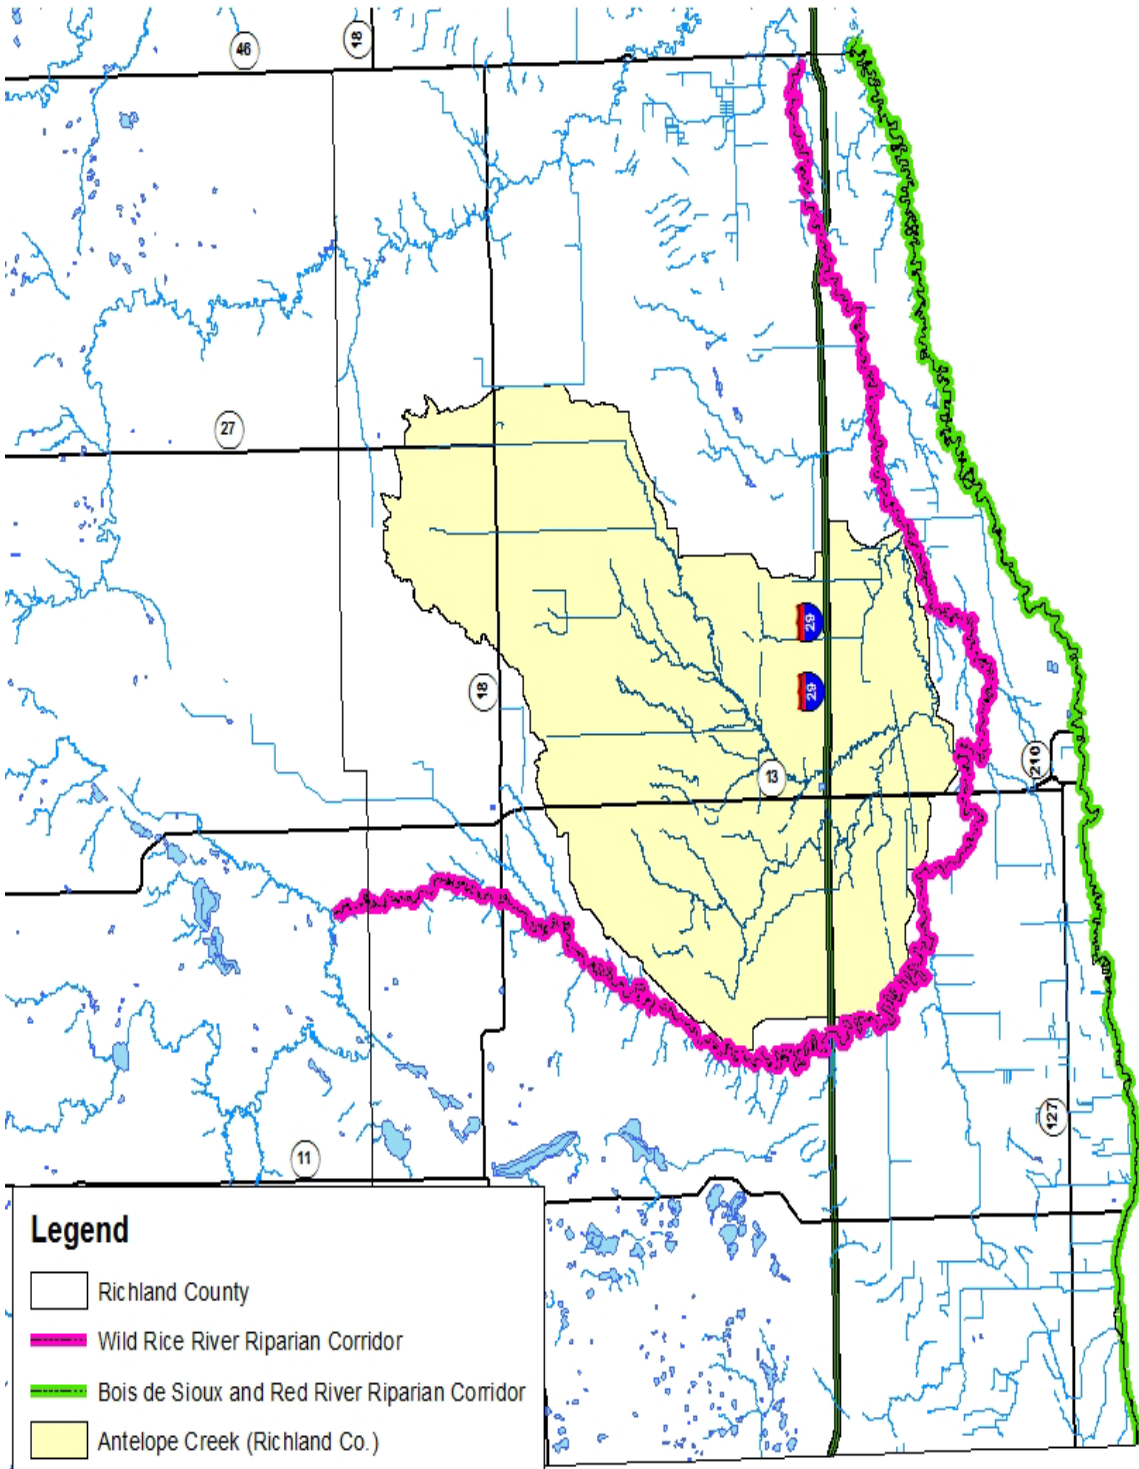 46
18
27
29
29
18
13
210
127
11
Legend
Richland County
Wild Rice River Riparian Corridor
Bois de Sioux and Red River Riparian Corridor
Antelope Creek (Richland Co.)